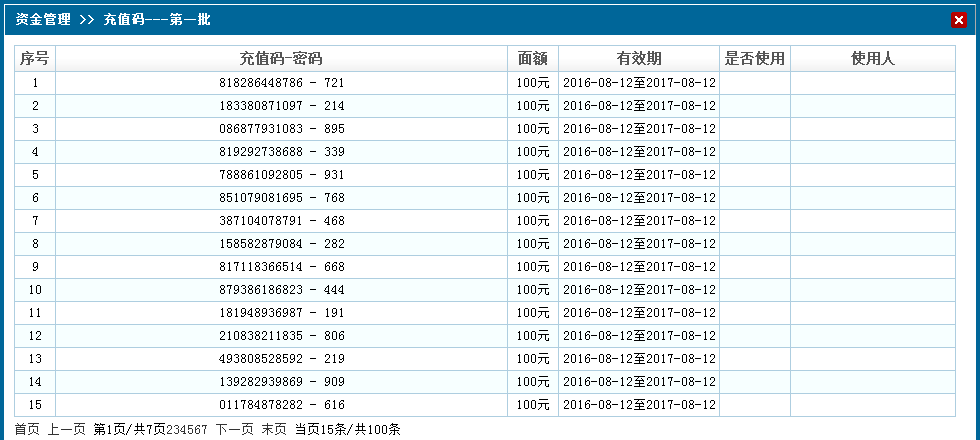 资金管理 >> 充值码---第一批
序号 充值码-密码 面额 有效期 是否使用 使用人
1 818286448786 - 721 100元 2016-08-12至2017-08-12
2 183380871097 - 214 100元 2016-08-12至2017-08-12
3 086877931083 - 895 100元 2016-08-12至2017-08-12
4 819292738688 - 339 100元 2016-08-12至2017-08-12
5 788861092805 - 931 100元 2016-08-12至2017-08-12
6 851079081695 - 768 100元 2016-08-12至2017-08-12
7 387104078791 - 468 100元 2016-08-12至2017-08-12
8 158582879084 - 282 100元 2016-08-12至2017-08-12
9 817118366514 - 668 100元 2016-08-12至2017-08-12
10 879386186823 - 444 100元 2016-08-12至2017-08-12
11 181948936987 - 191 100元 2016-08-12至2017-08-12
12 210838211835 - 806 100元 2016-08-12至2017-08-12
13 493808528592 - 219 100元 2016-08-12至2017-08-12
14 139282939869 - 909 100元 2016-08-12至2017-08-12
15 011784878282 - 616 100元 2016-08-12至2017-08-12
首页 上一页 第1页/共7页234567 下一页 末页 当页15条/共100条